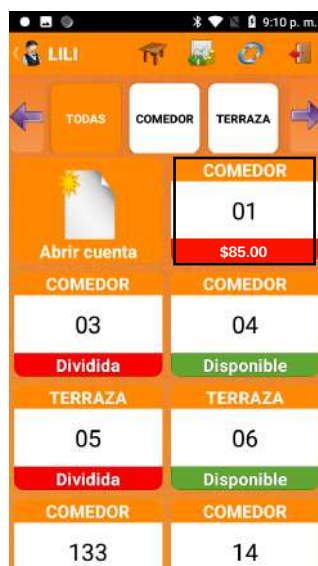 9:10 p. m.
LILI
TODAS
COMEDOR
TERRAZA
Abrir cuenta
COMEDOR
01
$85.00
COMEDOR
03
Dividida
COMEDOR
04
Disponible
TERRAZA
05
Dividida
TERRAZA
06
Disponible
COMEDOR
133
COMEDOR
14